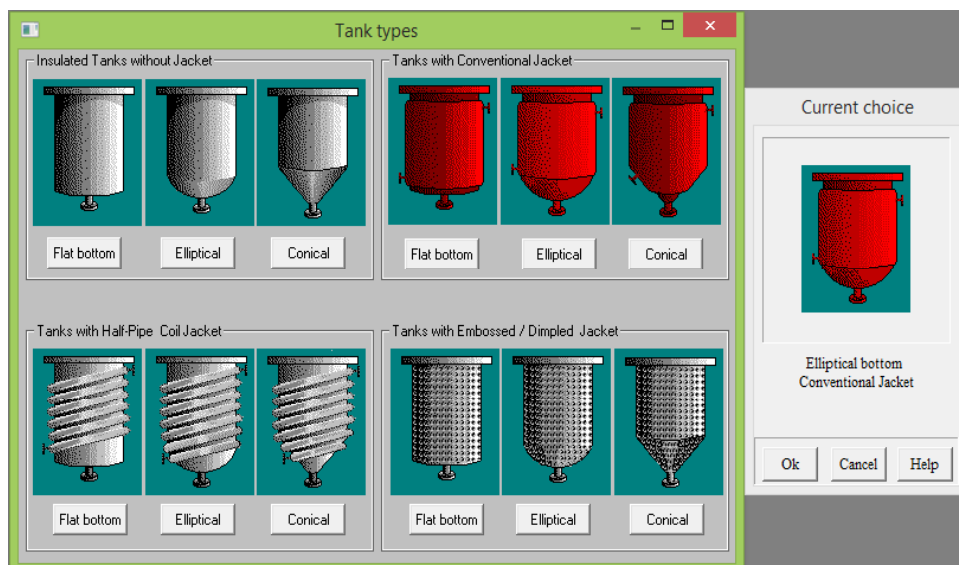 Tank types
Insulated Tanks without Jacket
Flat bottom
Elliptical
Conical
Tanks with Conventional Jacket
Flat bottom
Elliptical
Conical
Tanks with Half-Pipe Coil Jacket
Flat bottom
Elliptical
Conical
Tanks with Embossed / Dimpled Jacket
Flat bottom
Elliptical
Conical
Current choice
Elliptical bottom
Conventional Jacket
Ok
Cancel
Help